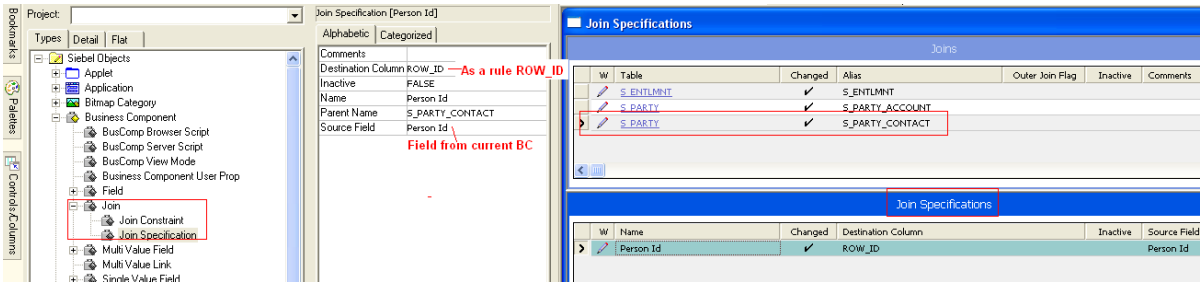 Bookmarks
Palettes
Controls/Columns
Project:
Types Detail Flat
Siebel Objects
Applet
Application
Bitmap Category
Business Component
BusComp Browser Script
BusComp Server Script
BusComp View Mode
Business Component User Prop
Field
Join
Join Constraint
Join Specification
Multi Value Field
Multi Value Link
Single Value Field
Join Specification [Person Id]
Alphabetic Categorized
Comments
Destination Column ROW_ID As a rule ROW_ID
Inactive FALSE
Name Person Id
Parent Name S_PARTY_CONTACT
Source Field Person Id
Field from current BC
Join Specifications
Joins
W Table Changed Alias Outer Join Flag Inactive Comments
S_ENTLMNT S_ENTLMNT
S_PARTY S_PARTY_ACCOUNT
S_PARTY S_PARTY_CONTACT
Join Specifications
W Name Changed Destination Column Inactive Source Field
Person Id ROW_ID Person Id